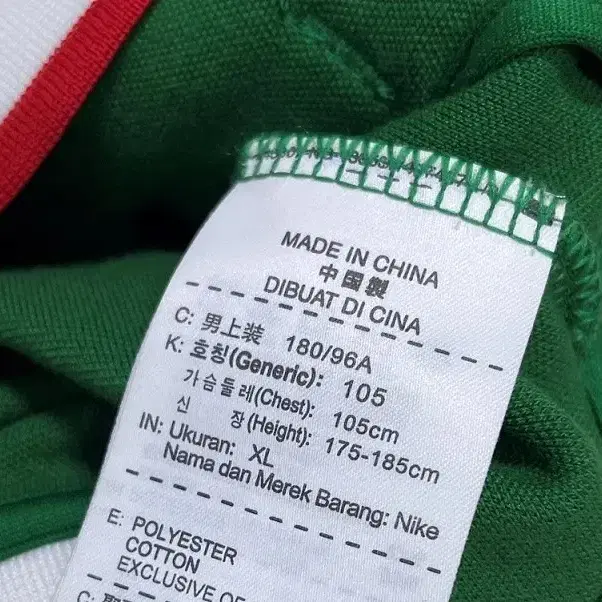 MADE IN CHINA
中國製
DIBUAT DI CINA
C: 男上装 180/96A
K: 호칭(Generic): 105
가슴둘레(Chest): 105cm
신 장(Height): 175-185cm
IN: Ukuran: XL
Nama dan Merek Barang: Nike
E: POLYESTER
COTTON
EXCLUSIVE OF
C: